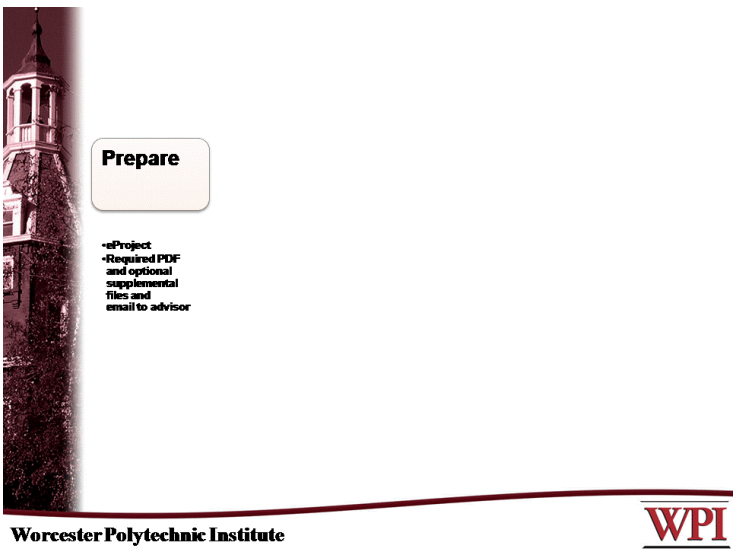 Prepare
•eProject
•Required PDF
and optional
supplemental
files and
email to advisor
Worcester Polytechnic Institute
WPI